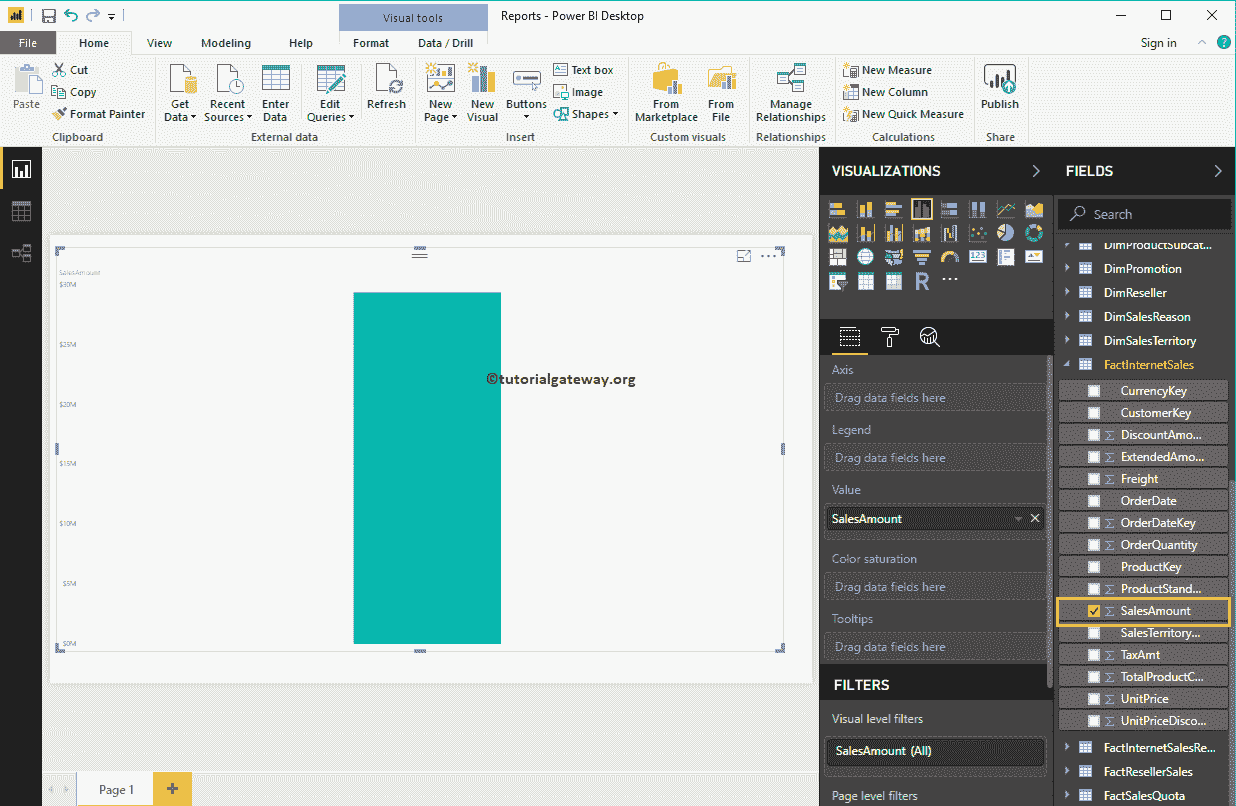 Visual tools
Reports - Power BI Desktop
File
Home
View
Modeling
Help
Format
Data / Drill
Sign in
?
Paste
Cut
Copy
Format Painter
Clipboard
Get Data
Recent Sources
Enter Data
Edit Queries
External data
Refresh
New Page
New Visual
Buttons
Text box
Image
Shapes
Insert
From Marketplace
From File
Custom visuals
Manage Relationships
Relationships
New Measure
New Column
New Quick Measure
Calculations
Publish
Share
SalesAmount
$30M
$25M
$20M
$15M
$10M
$5M
$0M
©tutorialgateway.org
Page 1
VISUALIZATIONS
123
R
Axis
Drag data fields here
Legend
Drag data fields here
Value
SalesAmount
Color saturation
Drag data fields here
Tooltips
Drag data fields here
FILTERS
Visual level filters
SalesAmount (All)
Page level filters
FIELDS
Search
DimProductSubcat...
DimPromotion
DimReseller
DimSalesReason
DimSalesTerritory
FactInternetSales
CurrencyKey
CustomerKey
∑ DiscountAmo...
∑ ExtendedAmo...
∑ Freight
OrderDate
∑ OrderDateKey
∑ OrderQuantity
ProductKey
∑ ProductStand...
∑ SalesAmount
SalesTerritory...
∑ TaxAmt
∑ TotalProductC...
∑ UnitPrice
∑ UnitPriceDisco...
FactInternetSalesRe...
FactResellerSales
FactSalesQuota